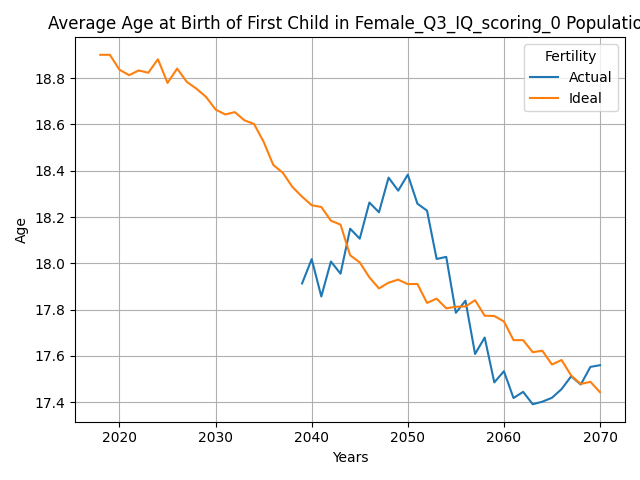 Average Age at Birth of First Child in Female_Q3_IQ_scoring_0 Populatio
Fertility
Actual
Ideal
18.8
18.6
18.4
18.2
18.0
17.8
17.6
17.4
Age
2020 2030 2040 2050 2060 2070
Years